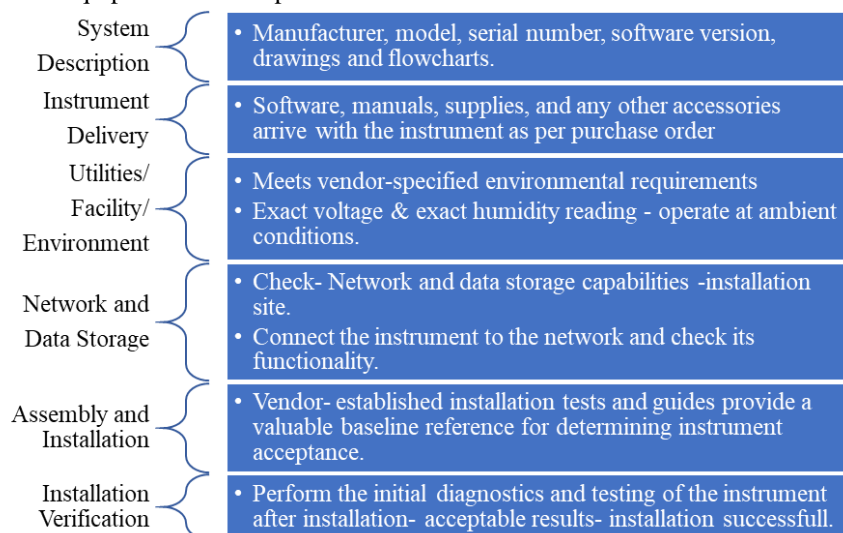 System
Description
• Manufacturer, model, serial number, software version,
drawings and flowcharts.
Instrument
Delivery
• Software, manuals, supplies, and any other accessories
arrive with the instrument as per purchase order
Utilities/
Facility/
Environment
• Meets vendor-specified environmental requirements
• Exact voltage & exact humidity reading - operate at ambient
conditions.
Network and
Data Storage
• Check- Network and data storage capabilities -installation
site.
• Connect the instrument to the network and check its
functionality.
Assembly and
Installation
• Vendor- established installation tests and guides provide a
valuable baseline reference for determining instrument
acceptance.
Installation
Verification
• Perform the initial diagnostics and testing of the instrument
after installation- acceptable results- installation successfull.